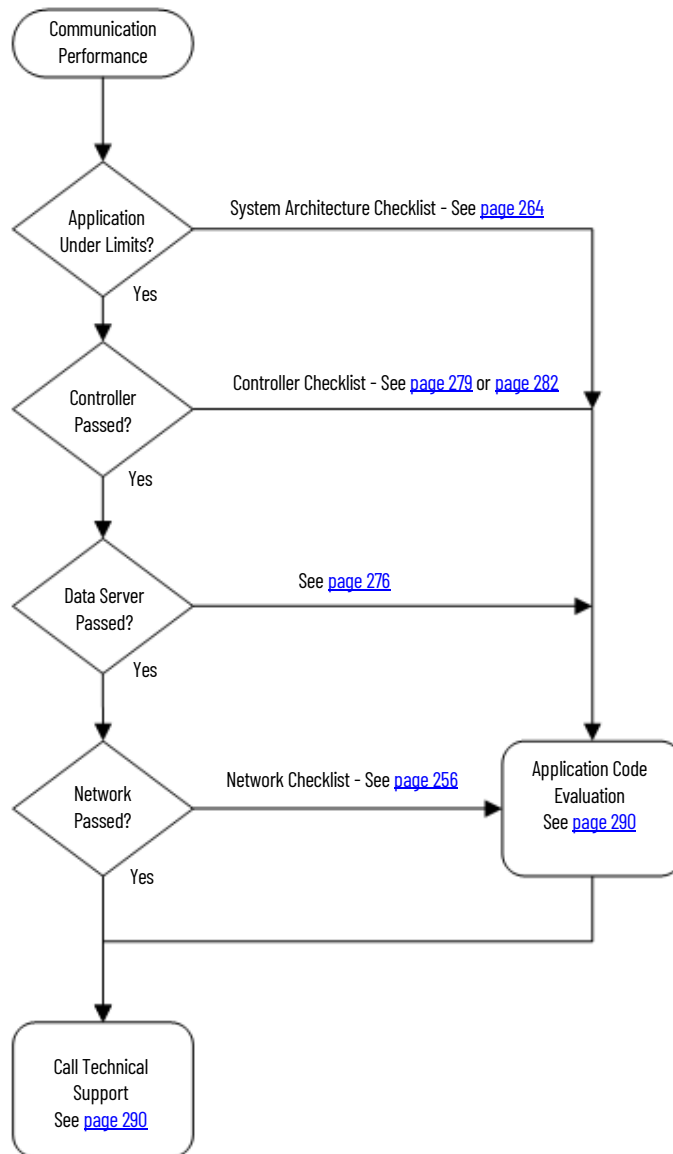 Communication
Performance
Application
Under Limits?
System Architecture Checklist - See page 264
Yes
Controller
Passed?
Controller Checklist - See page 279 or page 282
Yes
Data Server
Passed?
See page 276
Yes
Network
Passed?
Network Checklist - See page 256
Application Code
Evaluation
See page 290
Yes
Call Technical
Support
See page 290